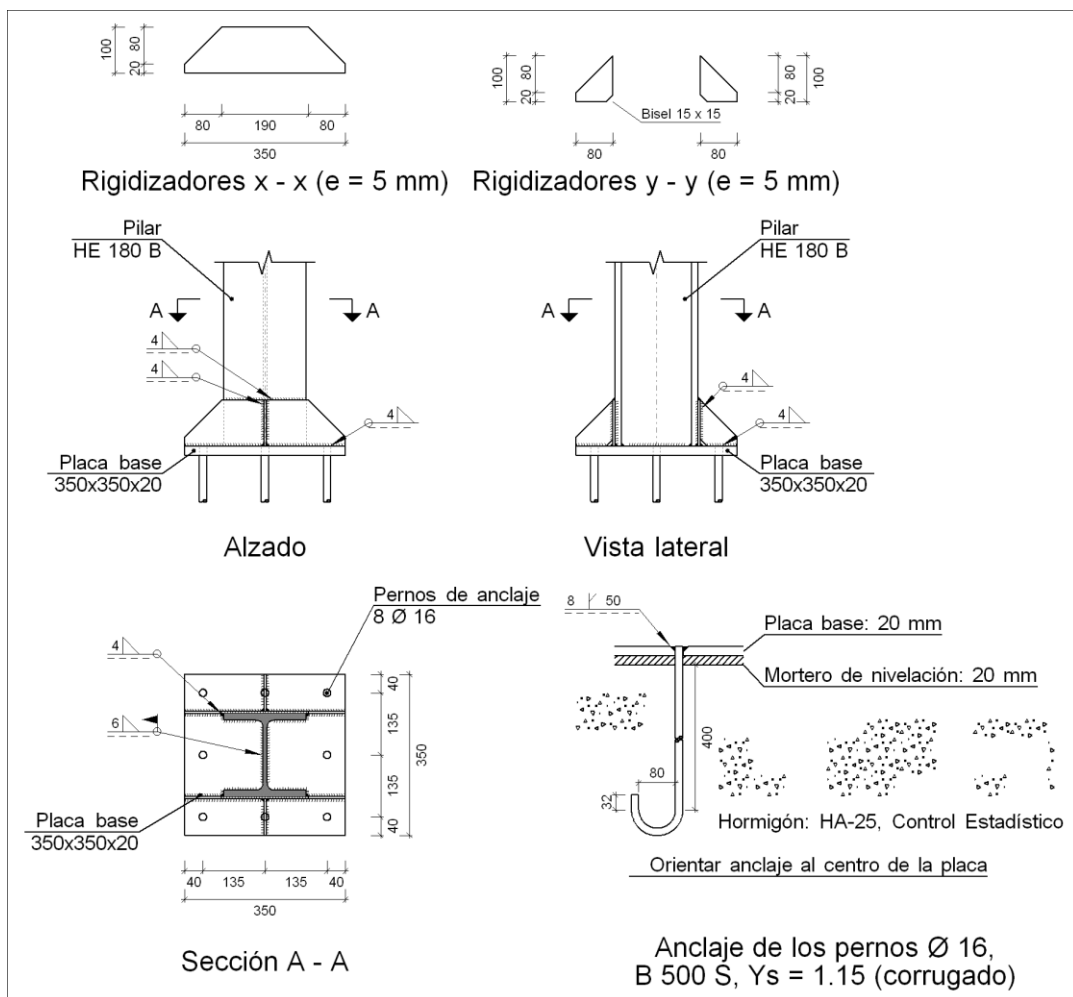 100
80
20
80
190
80
350
Rigidizadores x - x (e = 5 mm)
100
80
20
80
20
100
Bisel 15 x 15
80
80
Rigidizadores y - y (e = 5 mm)
Pilar
HE 180 B
A
A
4
4
4
Placa base
350x350x20
Alzado
Pilar
HE 180 B
A
A
4
4
Placa base
350x350x20
Vista lateral
Pernos de anclaje
8 Ø 16
4
6
40
135
135
40
350
Placa base
350x350x20
40
135
135
40
350
Sección A - A
8
50
Placa base: 20 mm
Mortero de nivelación: 20 mm
400
80
32
Hormigón: HA-25, Control Estadístico
Orientar anclaje al centro de la placa
Anclaje de los pernos Ø 16,
B 500 S, Ys = 1.15 (corrugado)